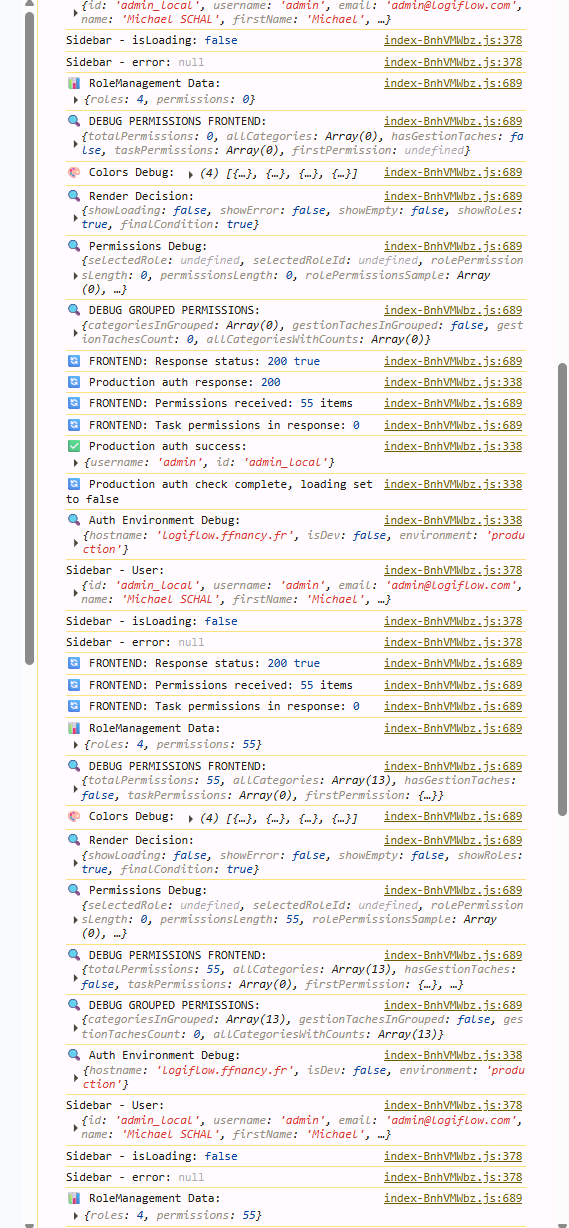 {id: 'admin_local', username: 'admin', email: 'admin@logiflow.com',
name: 'Michael SCHAL', firstName: 'Michael', …}
Sidebar - isLoading: false index-BnhVMWbz.js:378
Sidebar - error: null index-BnhVMWbz.js:378
RoleManagement Data: index-BnhVMWbz.js:689
{roles: 4, permissions: 0}
DEBUG PERMISSIONS FRONTEND: index-BnhVMWbz.js:689
{totalPermissions: 0, allCategories: Array(0), hasGestionTaches: fa
lse, taskPermissions: Array(0), firstPermission: undefined}
Colors Debug: (4) [{…}, {…}, {…}, {…}] index-BnhVMWbz.js:689
Render Decision: index-BnhVMWbz.js:689
{showLoading: false, showError: false, showEmpty: false, showRoles:
true, finalCondition: true}
Permissions Debug: index-BnhVMWbz.js:689
{selectedRole: undefined, selectedRoleId: undefined, rolePermission
sLength: 0, permissionsLength: 0, rolePermissionsSample: Array
(0), …}
DEBUG GROUPED PERMISSIONS: index-BnhVMWbz.js:689
{categoriesInGrouped: Array(0), gestionTachesInGrouped: false, gest
ionTachesCount: 0, allCategoriesWithCounts: Array(0)}
FRONTEND: Response status: 200 true index-BnhVMWbz.js:689
Production auth response: 200 index-BnhVMWbz.js:338
FRONTEND: Permissions received: 55 items index-BnhVMWbz.js:689
FRONTEND: Task permissions in response: 0 index-BnhVMWbz.js:689
Production auth success: index-BnhVMWbz.js:338
{username: 'admin', id: 'admin_local'}
Production auth check complete, loading set index-BnhVMWbz.js:338
to false
Auth Environment Debug: index-BnhVMWbz.js:338
{hostname: 'logiflow.ffnancy.fr', isDev: false, environment: 'produ
ction'}
Sidebar - User: index-BnhVMWbz.js:378
{id: 'admin_local', username: 'admin', email: 'admin@logiflow.com',
name: 'Michael SCHAL', firstName: 'Michael', …}
Sidebar - isLoading: false index-BnhVMWbz.js:378
Sidebar - error: null index-BnhVMWbz.js:378
FRONTEND: Response status: 200 true index-BnhVMWbz.js:689
FRONTEND: Permissions received: 55 items index-BnhVMWbz.js:689
FRONTEND: Task permissions in response: 0 index-BnhVMWbz.js:689
RoleManagement Data: index-BnhVMWbz.js:689
{roles: 4, permissions: 55}
DEBUG PERMISSIONS FRONTEND: index-BnhVMWbz.js:689
{totalPermissions: 55, allCategories: Array(13), hasGestionTaches:
false, taskPermissions: Array(0), firstPermission: {…}}
Colors Debug: (4) [{…}, {…}, {…}, {…}] index-BnhVMWbz.js:689
Render Decision: index-BnhVMWbz.js:689
{showLoading: false, showError: false, showEmpty: false, showRoles:
true, finalCondition: true}
Permissions Debug: index-BnhVMWbz.js:689
{selectedRole: undefined, selectedRoleId: undefined, rolePermission
sLength: 0, permissionsLength: 55, rolePermissionsSample: Array
(0), …}
DEBUG PERMISSIONS FRONTEND: index-BnhVMWbz.js:689
{totalPermissions: 55, allCategories: Array(13), hasGestionTaches:
false, taskPermissions: Array(0), firstPermission: {…}, …}
DEBUG GROUPED PERMISSIONS: index-BnhVMWbz.js:689
{categoriesInGrouped: Array(13), gestionTachesInGrouped: false, ges
tionTachesCount: 0, allCategoriesWithCounts: Array(13)}
Auth Environment Debug: index-BnhVMWbz.js:338
{hostname: 'logiflow.ffnancy.fr', isDev: false, environment: 'produ
ction'}
Sidebar - User: index-BnhVMWbz.js:378
{id: 'admin_local', username: 'admin', email: 'admin@logiflow.com',
name: 'Michael SCHAL', firstName: 'Michael', …}
Sidebar - isLoading: false index-BnhVMWbz.js:378
Sidebar - error: null index-BnhVMWbz.js:378
RoleManagement Data: index-BnhVMWbz.js:689
{roles: 4, permissions: 55}